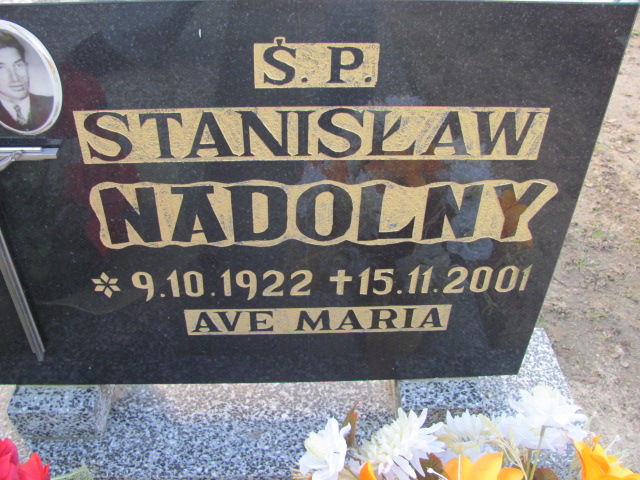 Ś.P.
STANISŁAW
NADOLNY
* 9.10.1922 ✝ 15.11.2001
AVE MARIA